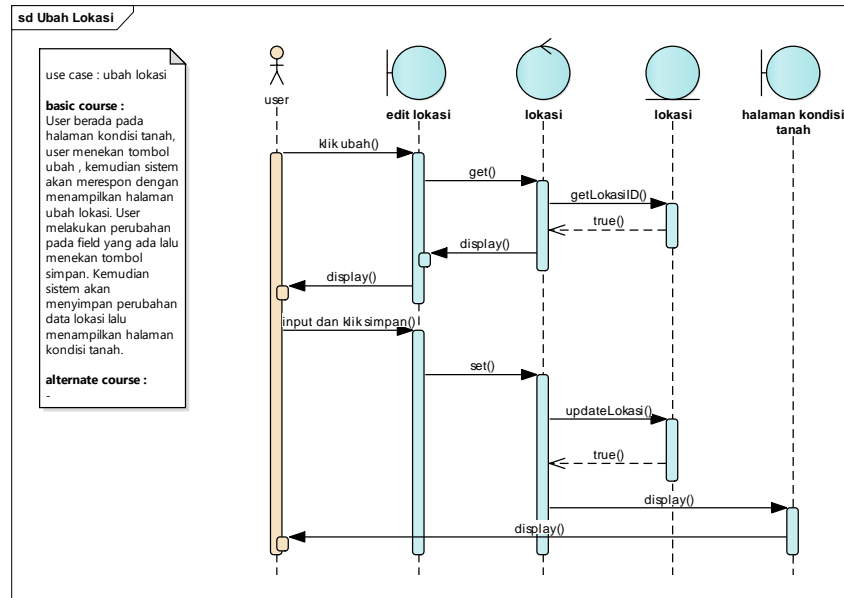 sd Ubah Lokasi
use case : ubah lokasi
basic course :
User berada pada
halaman kondisi tanah,
user menekan tombol
ubah , kemudian sistem
akan merespon dengan
menampilkan halaman
ubah lokasi. User
melakukan perubahan
pada field yang ada lalu
menekan tombol
simpan. Kemudian
sistem akan
menyimpan perubahan
data lokasi lalu
menampilkan halaman
kondisi tanah.
alternate course :
-
user
edit lokasi
lokasi
lokasi
halaman kondisi
tanah
klik ubah()
get()
getLokasiID()
true()
display()
display()
input dan klik simpan()
set()
updateLokasi()
true()
display()
display()